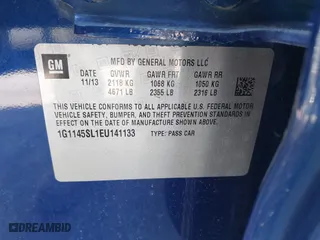 GM
MFD BY GENERAL MOTORS LLC
DATE GVWR GAWR FRT GAWR RR
11/13 2118 KG 1068 KG 1050 KG
4671 LB 2355 LB 2316 LB
THIS VEHICLE CONFORMS TO ALL APPLICABLE U.S. FEDERAL MOTOR
VEHICLE SAFETY, BUMPER, AND THEFT PREVENTION STANDARDS IN
EFFECT ON THE DATE OF MANUFACTURE SHOWN ABOVE.
1G1145SL1EU141133 TYPE: PASS CAR
DREAMBID